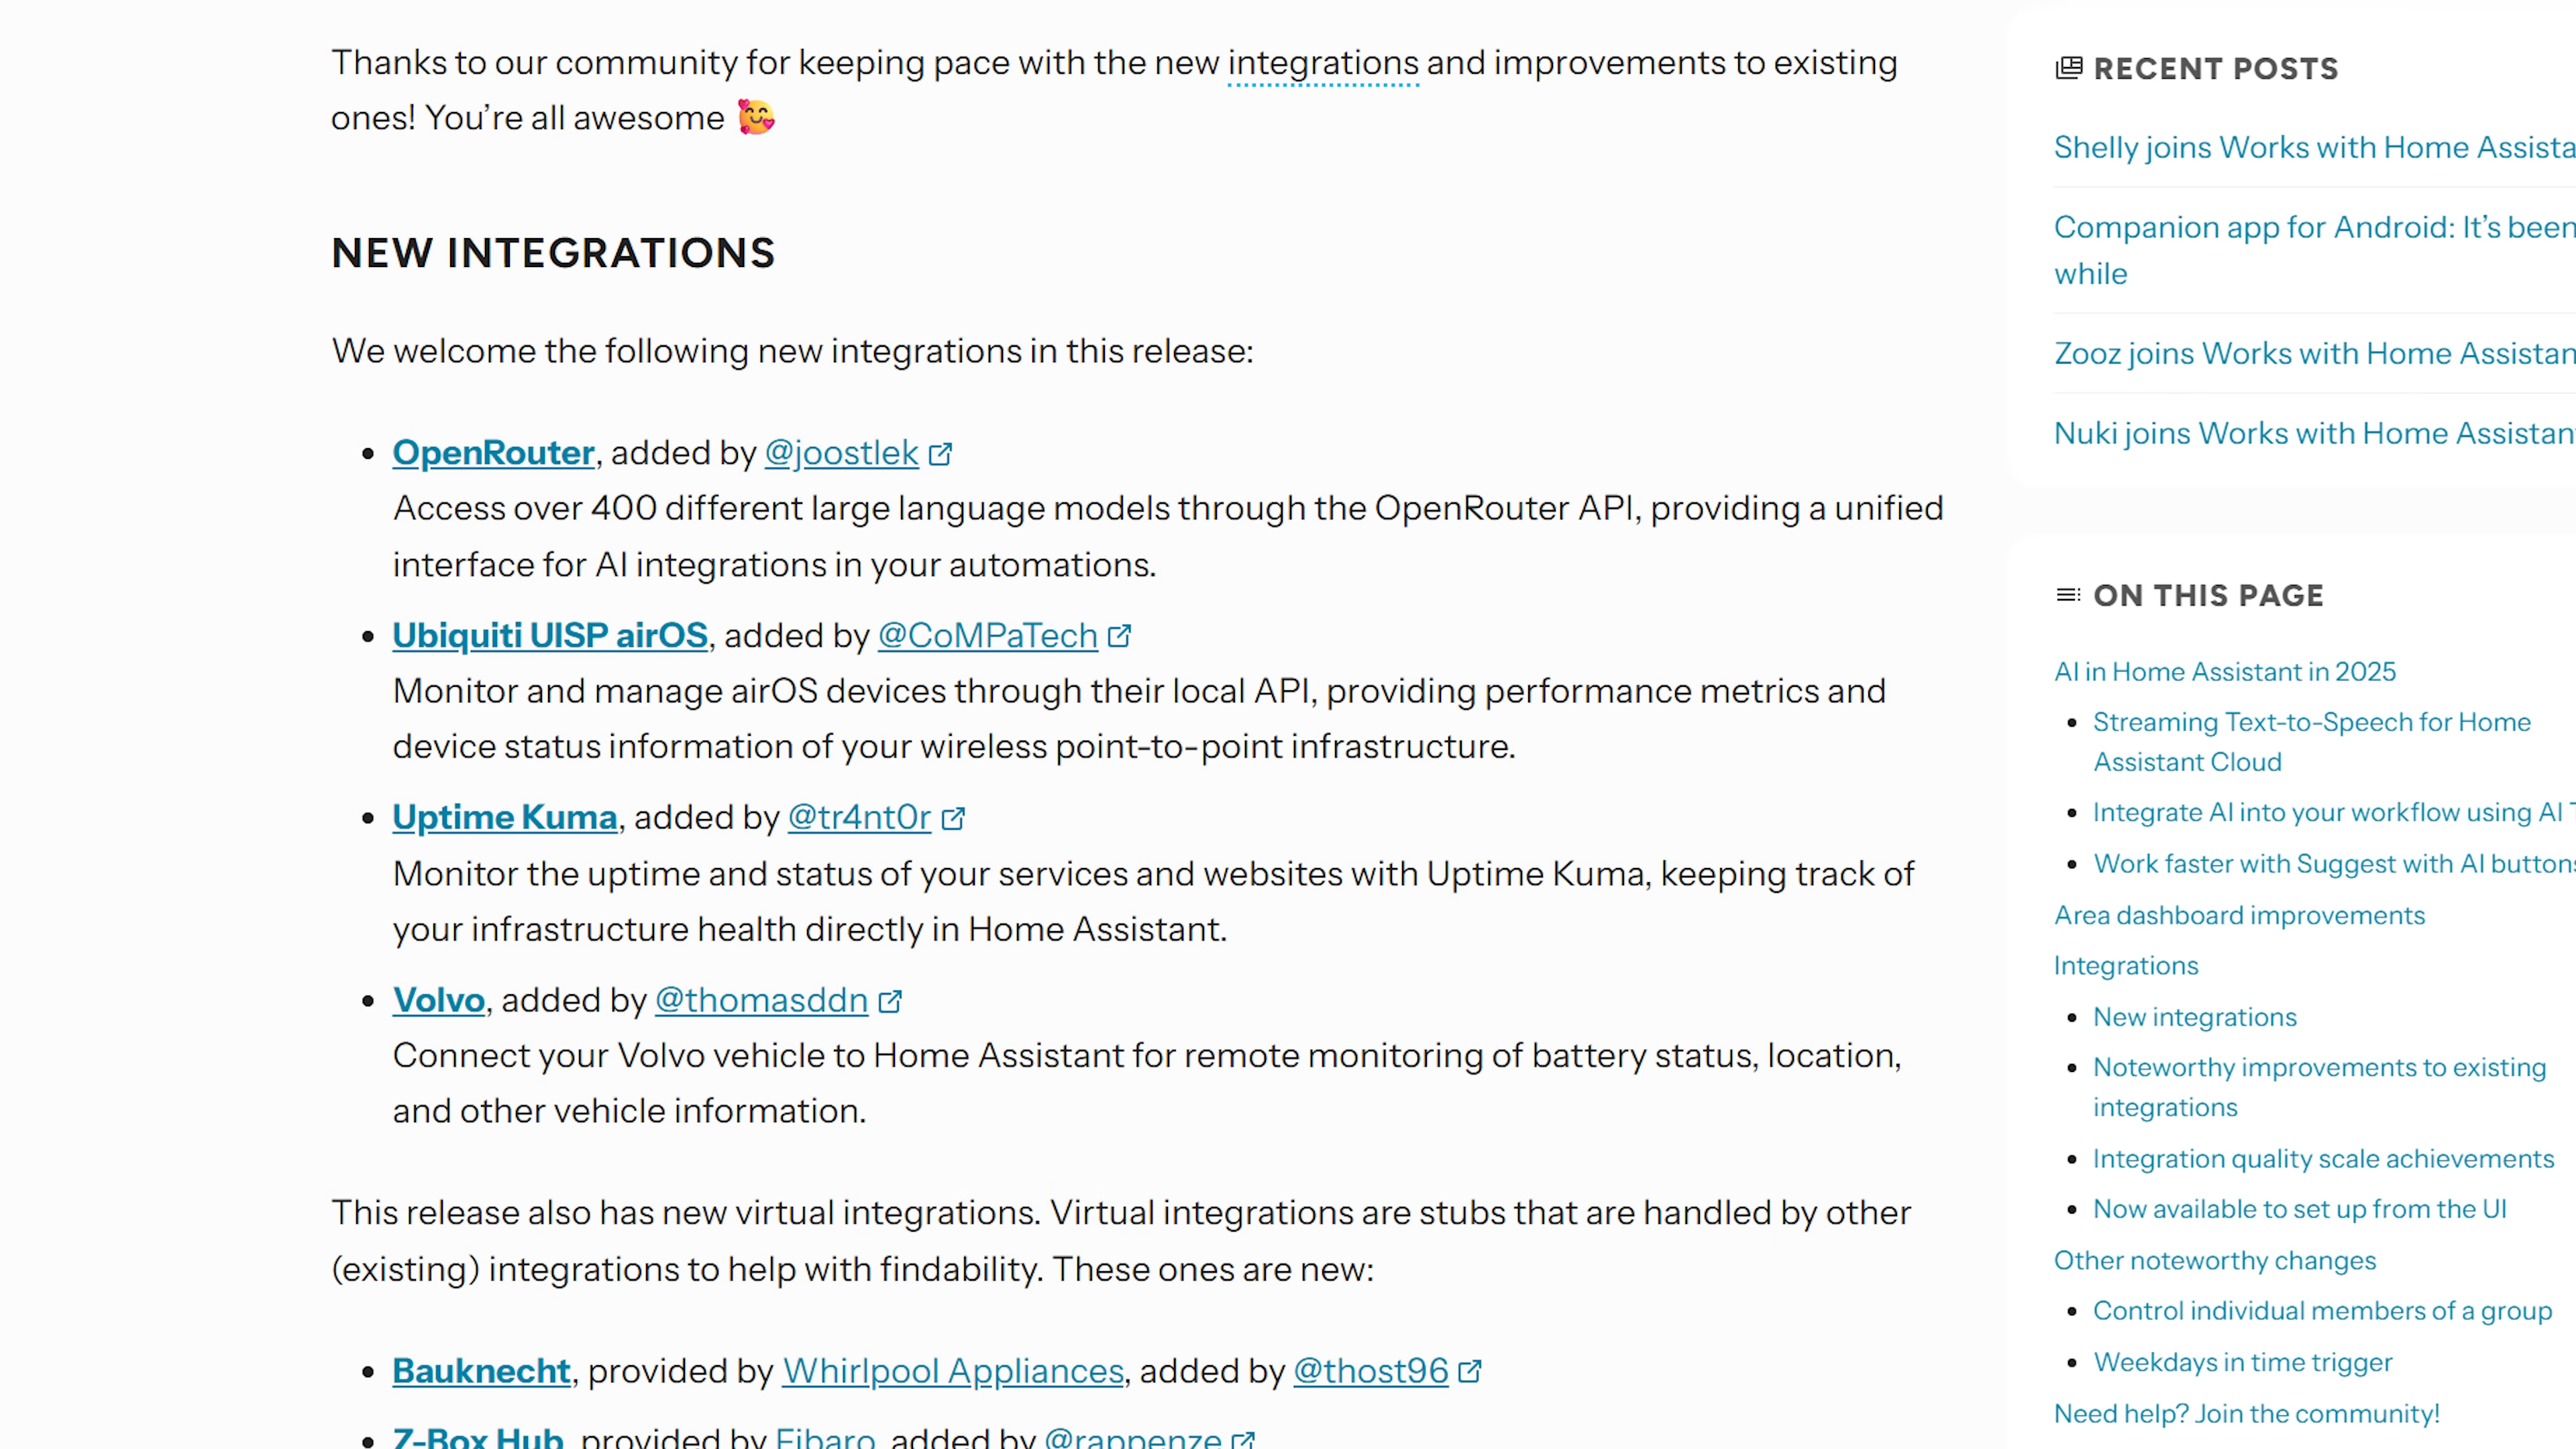 Thanks to our community for keeping pace with the new integrations and improvements to existing
ones! You’re all awesome 🥰
NEW INTEGRATIONS
We welcome the following new integrations in this release:
• OpenRouter, added by @joostlek
Access over 400 different large language models through the OpenRouter API, providing a unified
interface for AI integrations in your automations.
• Ubiquiti UISP airOS, added by @CoMPaTech
Monitor and manage airOS devices through their local API, providing performance metrics and
device status information of your wireless point-to-point infrastructure.
• Uptime Kuma, added by @tr4nt0r
Monitor the uptime and status of your services and websites with Uptime Kuma, keeping track of
your infrastructure health directly in Home Assistant.
• Volvo, added by @thomasddn
Connect your Volvo vehicle to Home Assistant for remote monitoring of battery status, location,
and other vehicle information.
This release also has new virtual integrations. Virtual integrations are stubs that are handled by other
(existing) integrations to help with findability. These ones are new:
• Bauknecht, provided by Whirlpool Appliances, added by @thost96
• Z-Box Hub, provided by Fibaro, added by @rappenze
RECENT POSTS
Shelly joins Works with Home Assista
Companion app for Android: It’s been
while
Zooz joins Works with Home Assistan
Nuki joins Works with Home Assistan
ON THIS PAGE
AI in Home Assistant in 2025
• Streaming Text-to-Speech for Home
Assistant Cloud
• Integrate AI into your workflow using AI T
• Work faster with Suggest with AI buttons
Area dashboard improvements
Integrations
• New integrations
• Noteworthy improvements to existing
integrations
• Integration quality scale achievements
• Now available to set up from the UI
Other noteworthy changes
• Control individual members of a group
• Weekdays in time trigger
Need help? Join the community!